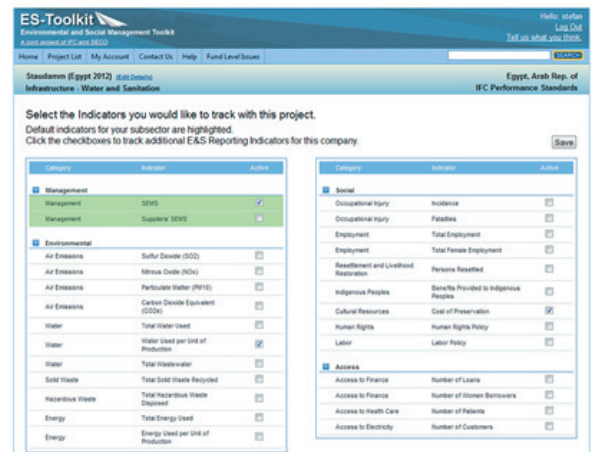 ES-Toolkit
Environmental and Social Management Toolkit
A joint project of IFC and SECO
Hello: stefan
Log Out
Tell us what you think.
Home Project List My Account Contact Us Help Fund Level Issues SEARCH
Staudamm (Egypt 2012) (Edit Details)
Infrastructure - Water and Sanitation
Egypt, Arab Rep. of
IFC Performance Standards
Select the Indicators you would like to track with this project.
Default indicators for your subsector are highlighted.
Click the checkboxes to track additional E&S Reporting Indicators for this company.
Save
Category Indicator Active
Management
Management SEMS
Management Suppliers' SEMS
Environmental
Air Emissions Sulfur Dioxide (SO2)
Air Emissions Nitrous Oxide (NOx)
Air Emissions Particulate Matter (PM10)
Air Emissions Carbon Dioxide Equivalent
(CO2e)
Water Total Water Used
Water Water Used per Unit of
Production
Water Total Wastewater
Solid Waste Total Solid Waste Recycled
Hazardous Waste Total Hazardous Waste
Disposed
Energy Total Energy Used
Energy Energy Used per Unit of
Production
Category Indicator Active
Social
Occupational Injury Incidence
Occupational Injury Fatalities
Employment Total Employment
Employment Total Female Employment
Resettlement and Livelihood
Restoration Persons Resettled
Indigenous Peoples Benefits Provided to Indigenous
Peoples
Cultural Resources Cost of Preservation
Human Rights Human Rights Policy
Labor Labor Policy
Access
Access to Finance Number of Loans
Access to Finance Number of Women Borrowers
Access to Health Care Number of Patients
Access to Electricity Number of Customers